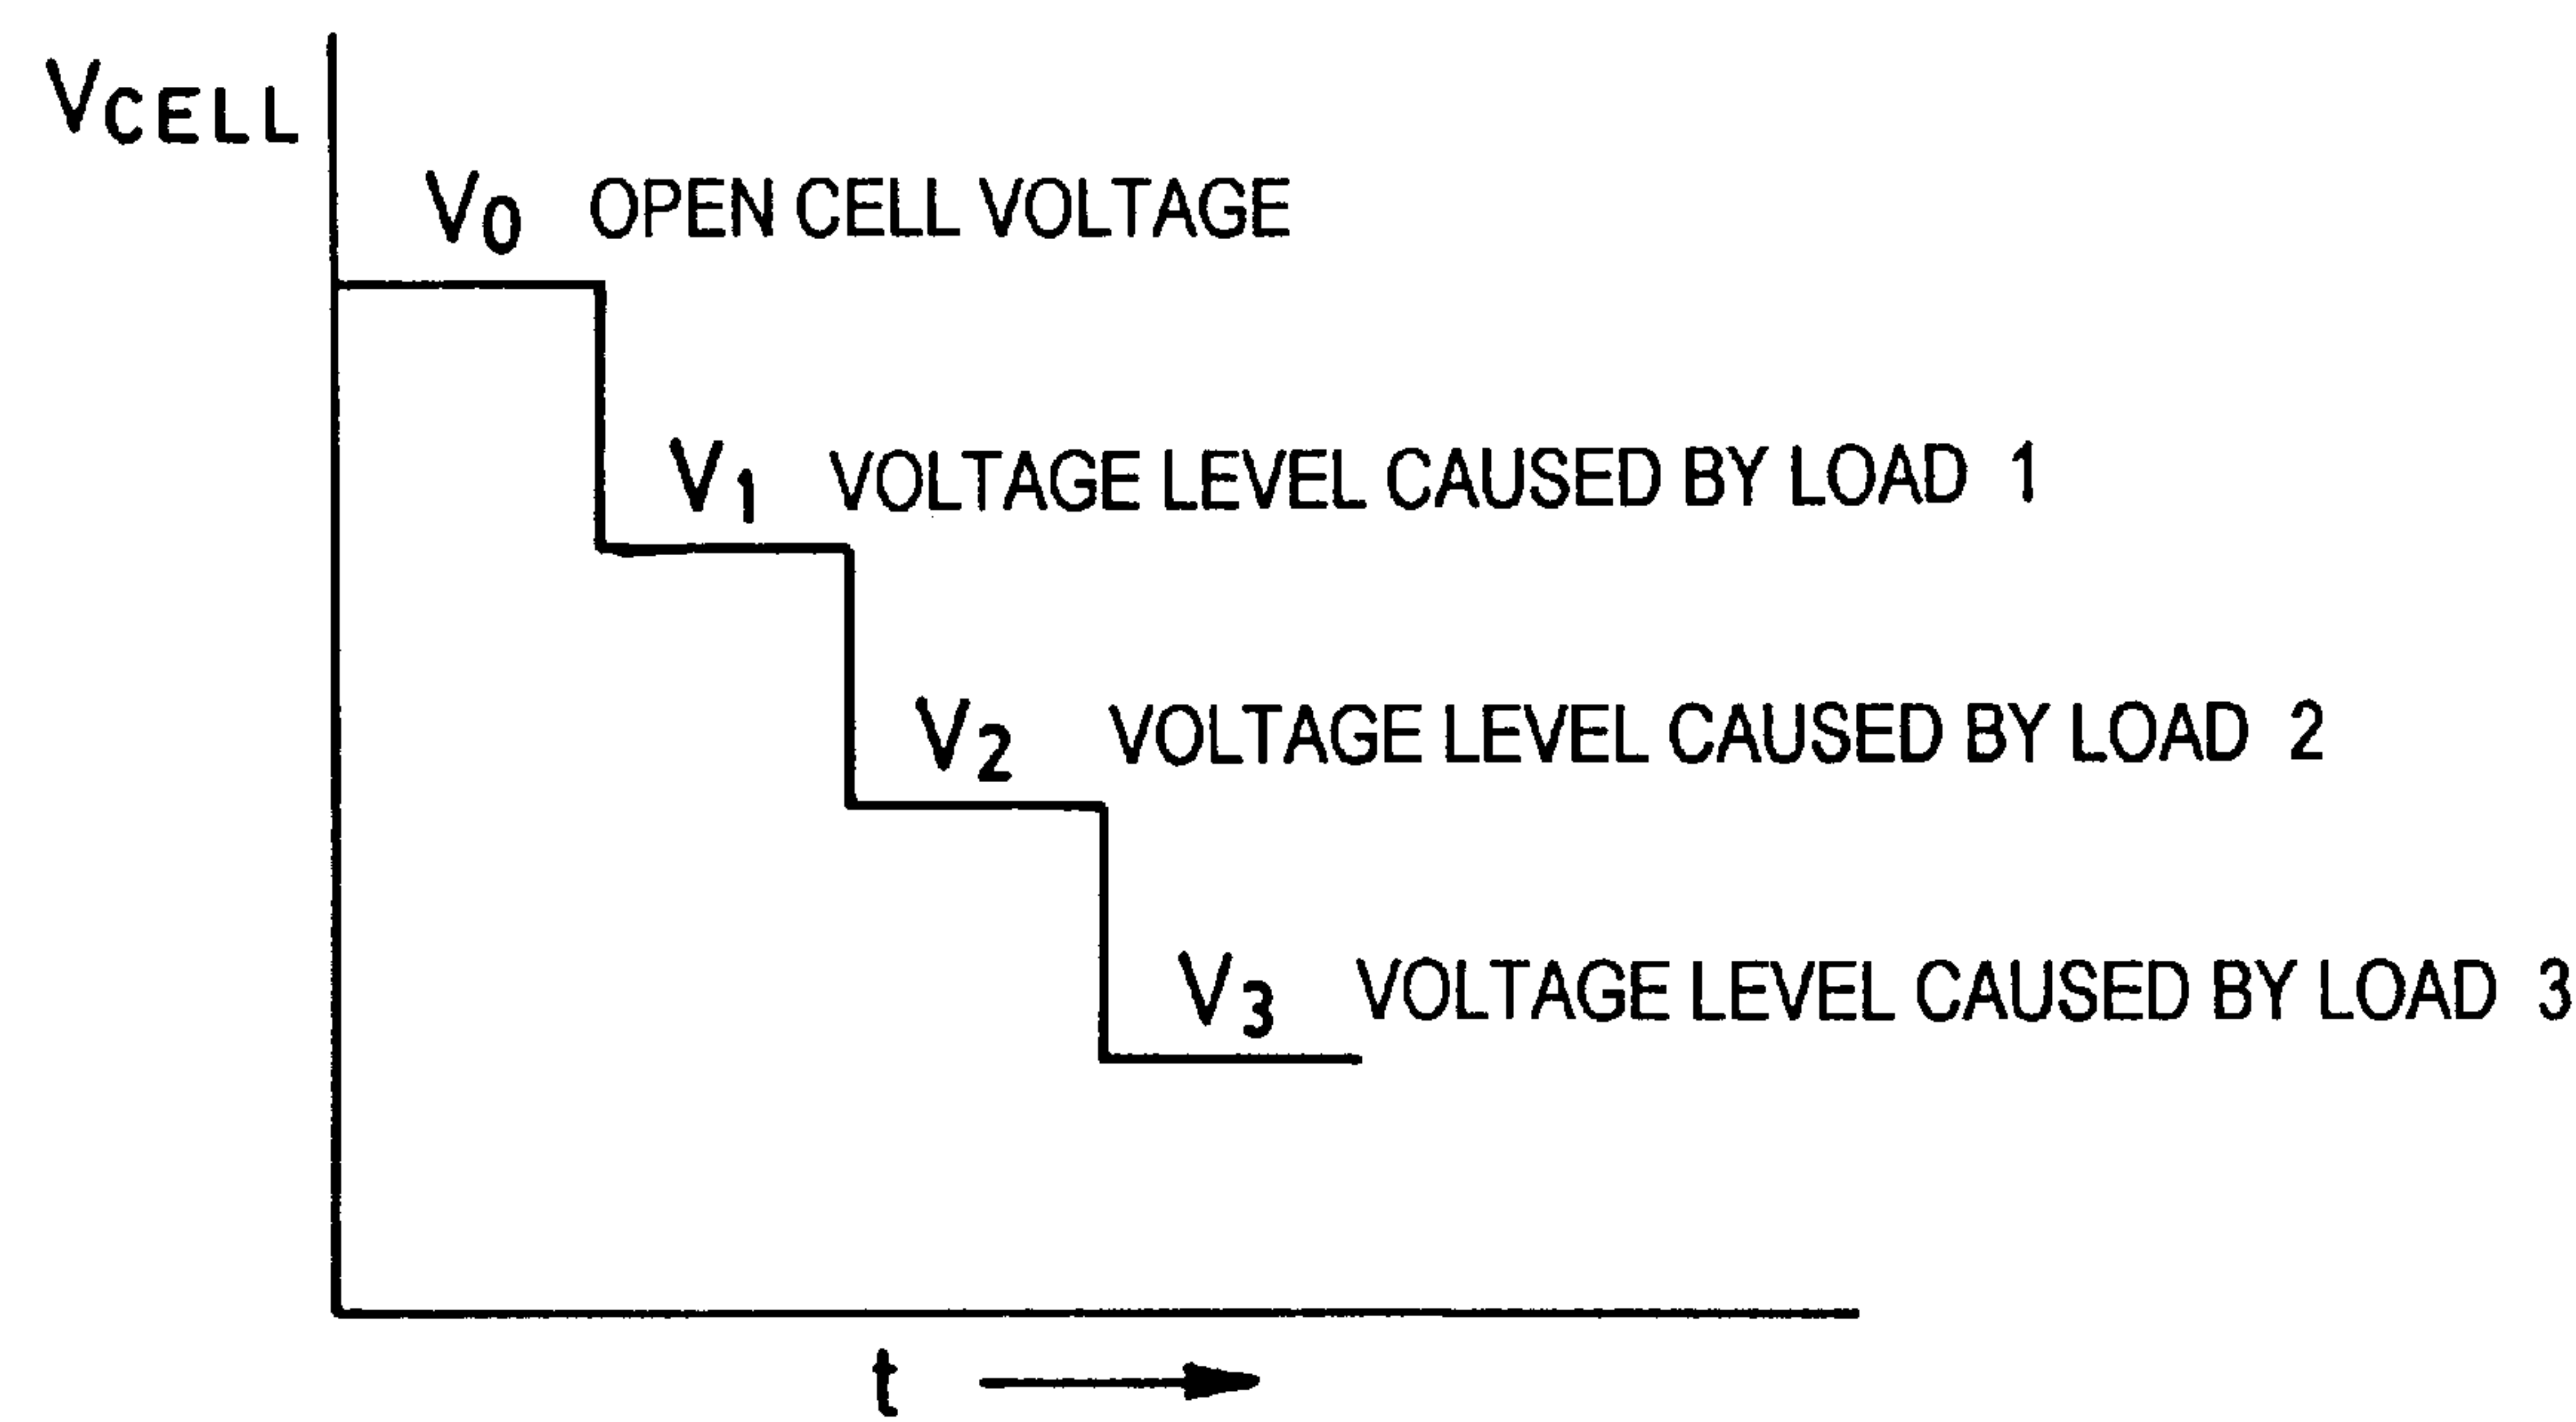 VCELL
V0 OPEN CELL VOLTAGE
V1 VOLTAGE LEVEL CAUSED BY LOAD 1
V2 VOLTAGE LEVEL CAUSED BY LOAD 2
V3 VOLTAGE LEVEL CAUSED BY LOAD 3
t